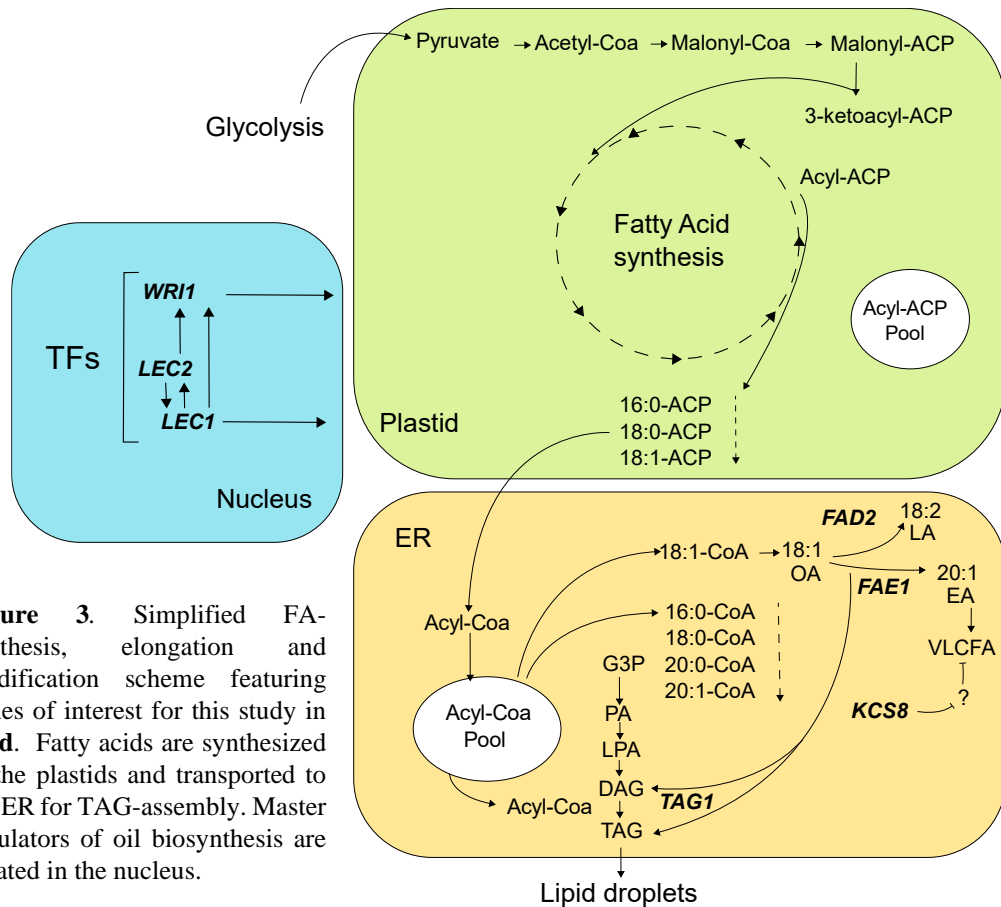 Pyruvate Acetyl-Coa Malonyl-Coa Malonyl-ACP
3-ketoacyl-ACP
Glycolysis
Acyl-ACP
Fatty Acid
synthesis
Acyl-ACP
Pool
16:0-ACP
18:0-ACP
18:1-ACP
Plastid
TFs
WRI1
LEC2
LEC1
Nucleus
ER
FAD2
18:2
LA
18:1-CoA
18:1
OA
FAE1
20:1
EA
VLCFA
?
KCS8
Acyl-Coa
16:0-CoA
18:0-CoA
20:0-CoA
20:1-CoA
Acyl-Coa
Pool
Acyl-Coa
G3P
PA
LPA
DAG
TAG1
TAG
Lipid droplets
ure 3. Simplified FA-
thesis, elongation and
dification scheme featuring
es of interest for this study in
d. Fatty acids are synthesized
the plastids and transported to
ER for TAG-assembly. Master
ulators of oil biosynthesis are
ated in the nucleus.